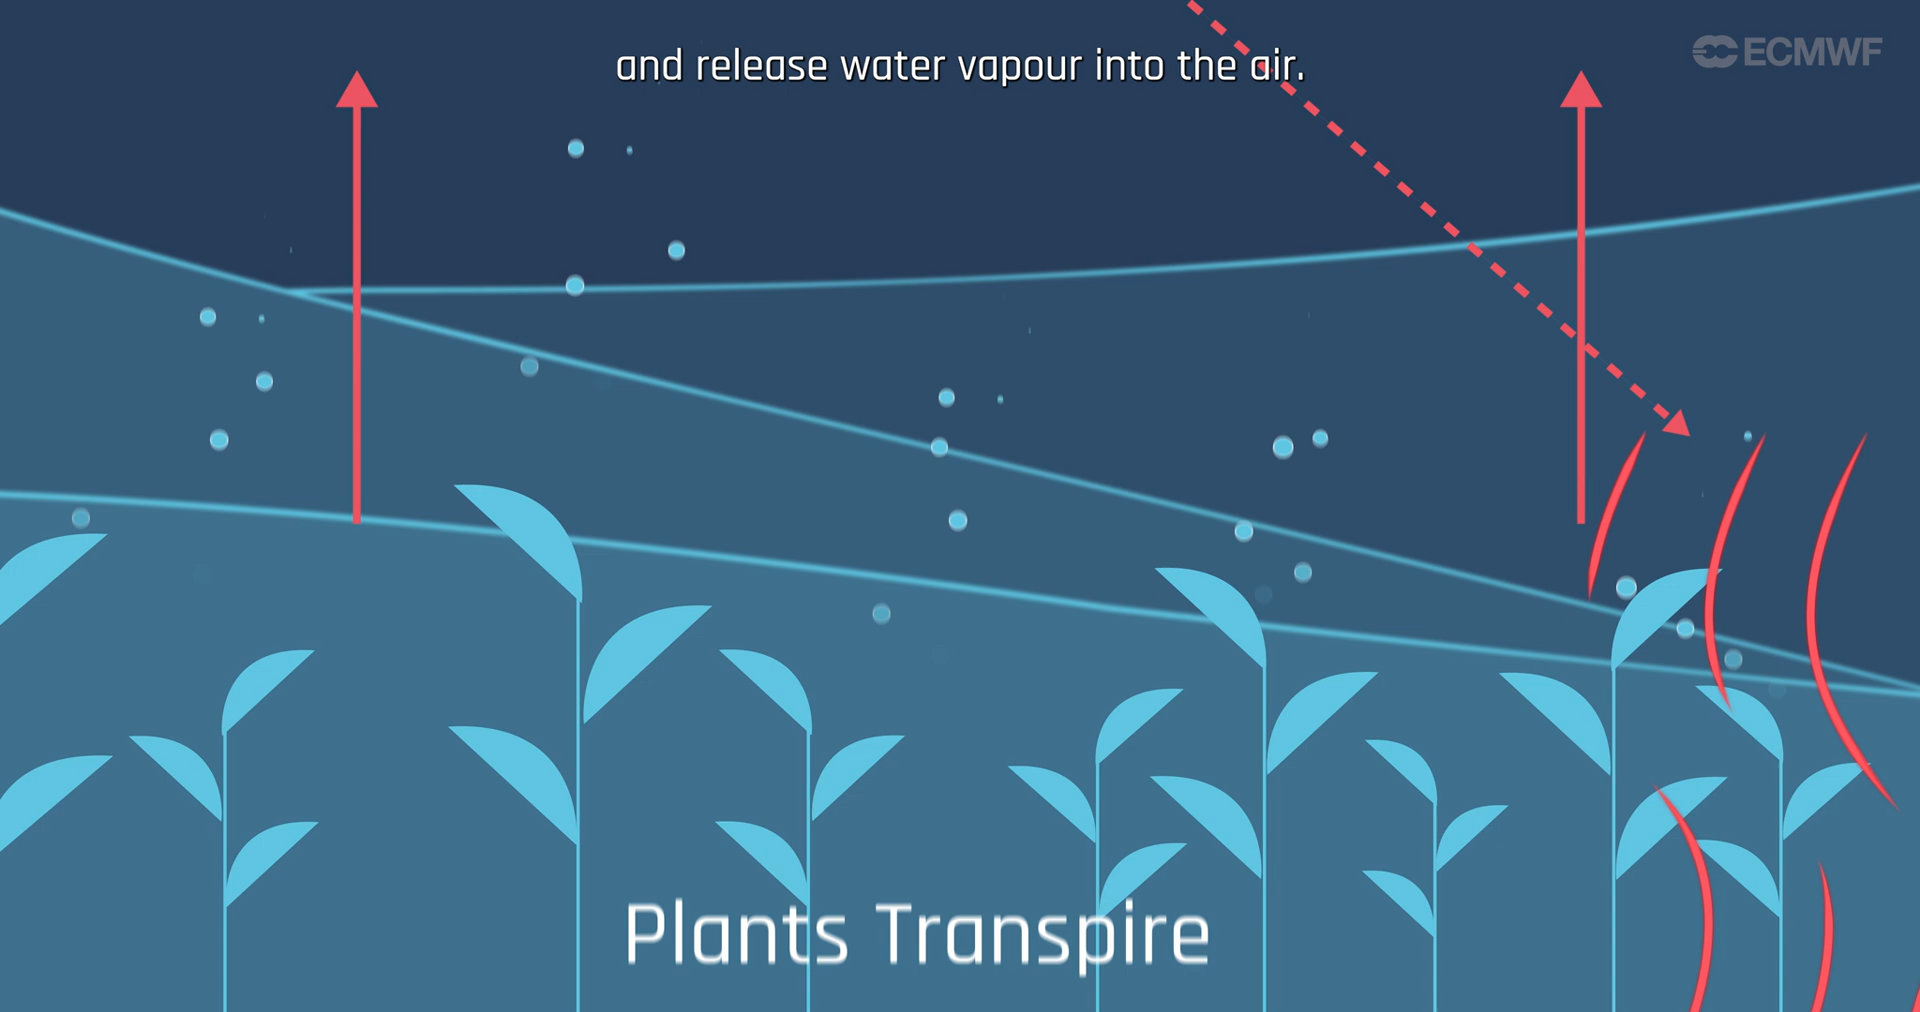 and release water vapour into the air.
ECMWF
Plants Transpire